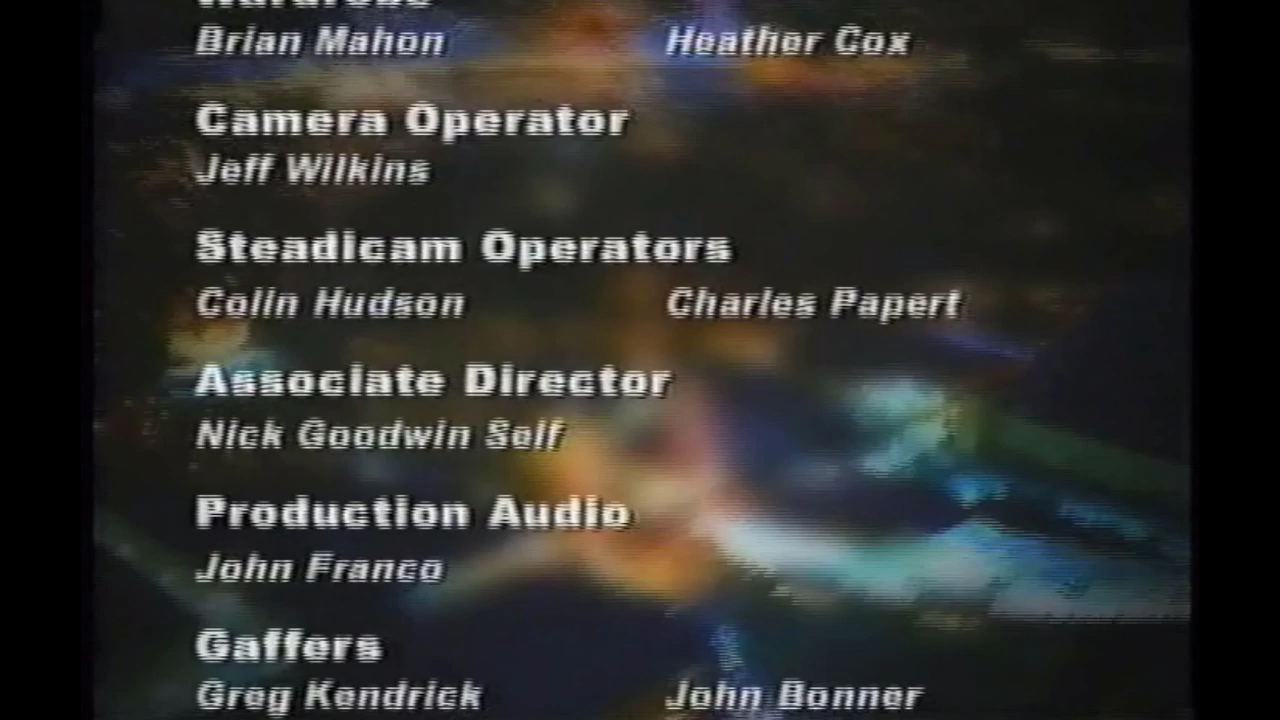 Wardrobe
Brian Mahon Heather Cox
Camera Operator
Jeff Wilkins
Steadicam Operators
Colin Hudson Charles Papert
Associate Director
Nick Goodwin Self
Production Audio
John Franco
Gaffers
Greg Kendrick John Bonner